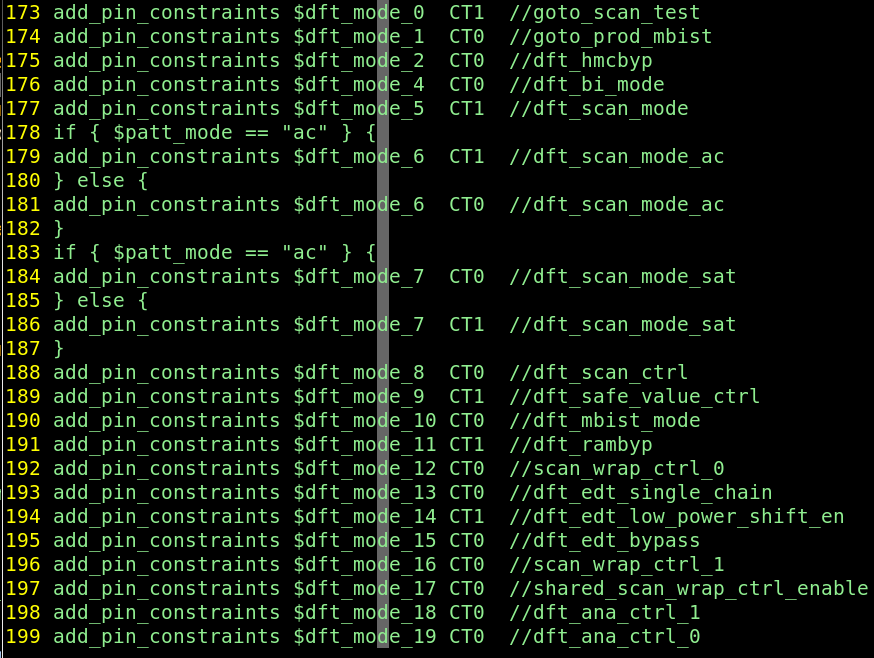 173 add_pin_constraints $dft_mode_0  CT1  //goto_scan_test
174 add_pin_constraints $dft_mode_1  CT0  //goto_prod_mbist
175 add_pin_constraints $dft_mode_2  CT0  //dft_hmcbyp
176 add_pin_constraints $dft_mode_4  CT0  //dft_bi_mode
177 add_pin_constraints $dft_mode_5  CT1  //dft_scan_mode
178 if { $patt_mode == "ac" } {
179 add_pin_constraints $dft_mode_6  CT1  //dft_scan_mode_ac
180 } else {
181 add_pin_constraints $dft_mode_6  CT0  //dft_scan_mode_ac
182 }
183 if { $patt_mode == "ac" } {
184 add_pin_constraints $dft_mode_7  CT0  //dft_scan_mode_sat
185 } else {
186 add_pin_constraints $dft_mode_7  CT1  //dft_scan_mode_sat
187 }
188 add_pin_constraints $dft_mode_8  CT0  //dft_scan_ctrl
189 add_pin_constraints $dft_mode_9  CT1  //dft_safe_value_ctrl
190 add_pin_constraints $dft_mode_10 CT0  //dft_mbist_mode
191 add_pin_constraints $dft_mode_11 CT1  //dft_rambyp
192 add_pin_constraints $dft_mode_12 CT0  //scan_wrap_ctrl_0
193 add_pin_constraints $dft_mode_13 CT0  //dft_edt_single_chain
194 add_pin_constraints $dft_mode_14 CT1  //dft_edt_low_power_shift_en
195 add_pin_constraints $dft_mode_15 CT0  //dft_edt_bypass
196 add_pin_constraints $dft_mode_16 CT0  //scan_wrap_ctrl_1
197 add_pin_constraints $dft_mode_17 CT0  //shared_scan_wrap_ctrl_enable
198 add_pin_constraints $dft_mode_18 CT0  //dft_ana_ctrl_1
199 add_pin_constraints $dft_mode_19 CT0  //dft_ana_ctrl_0